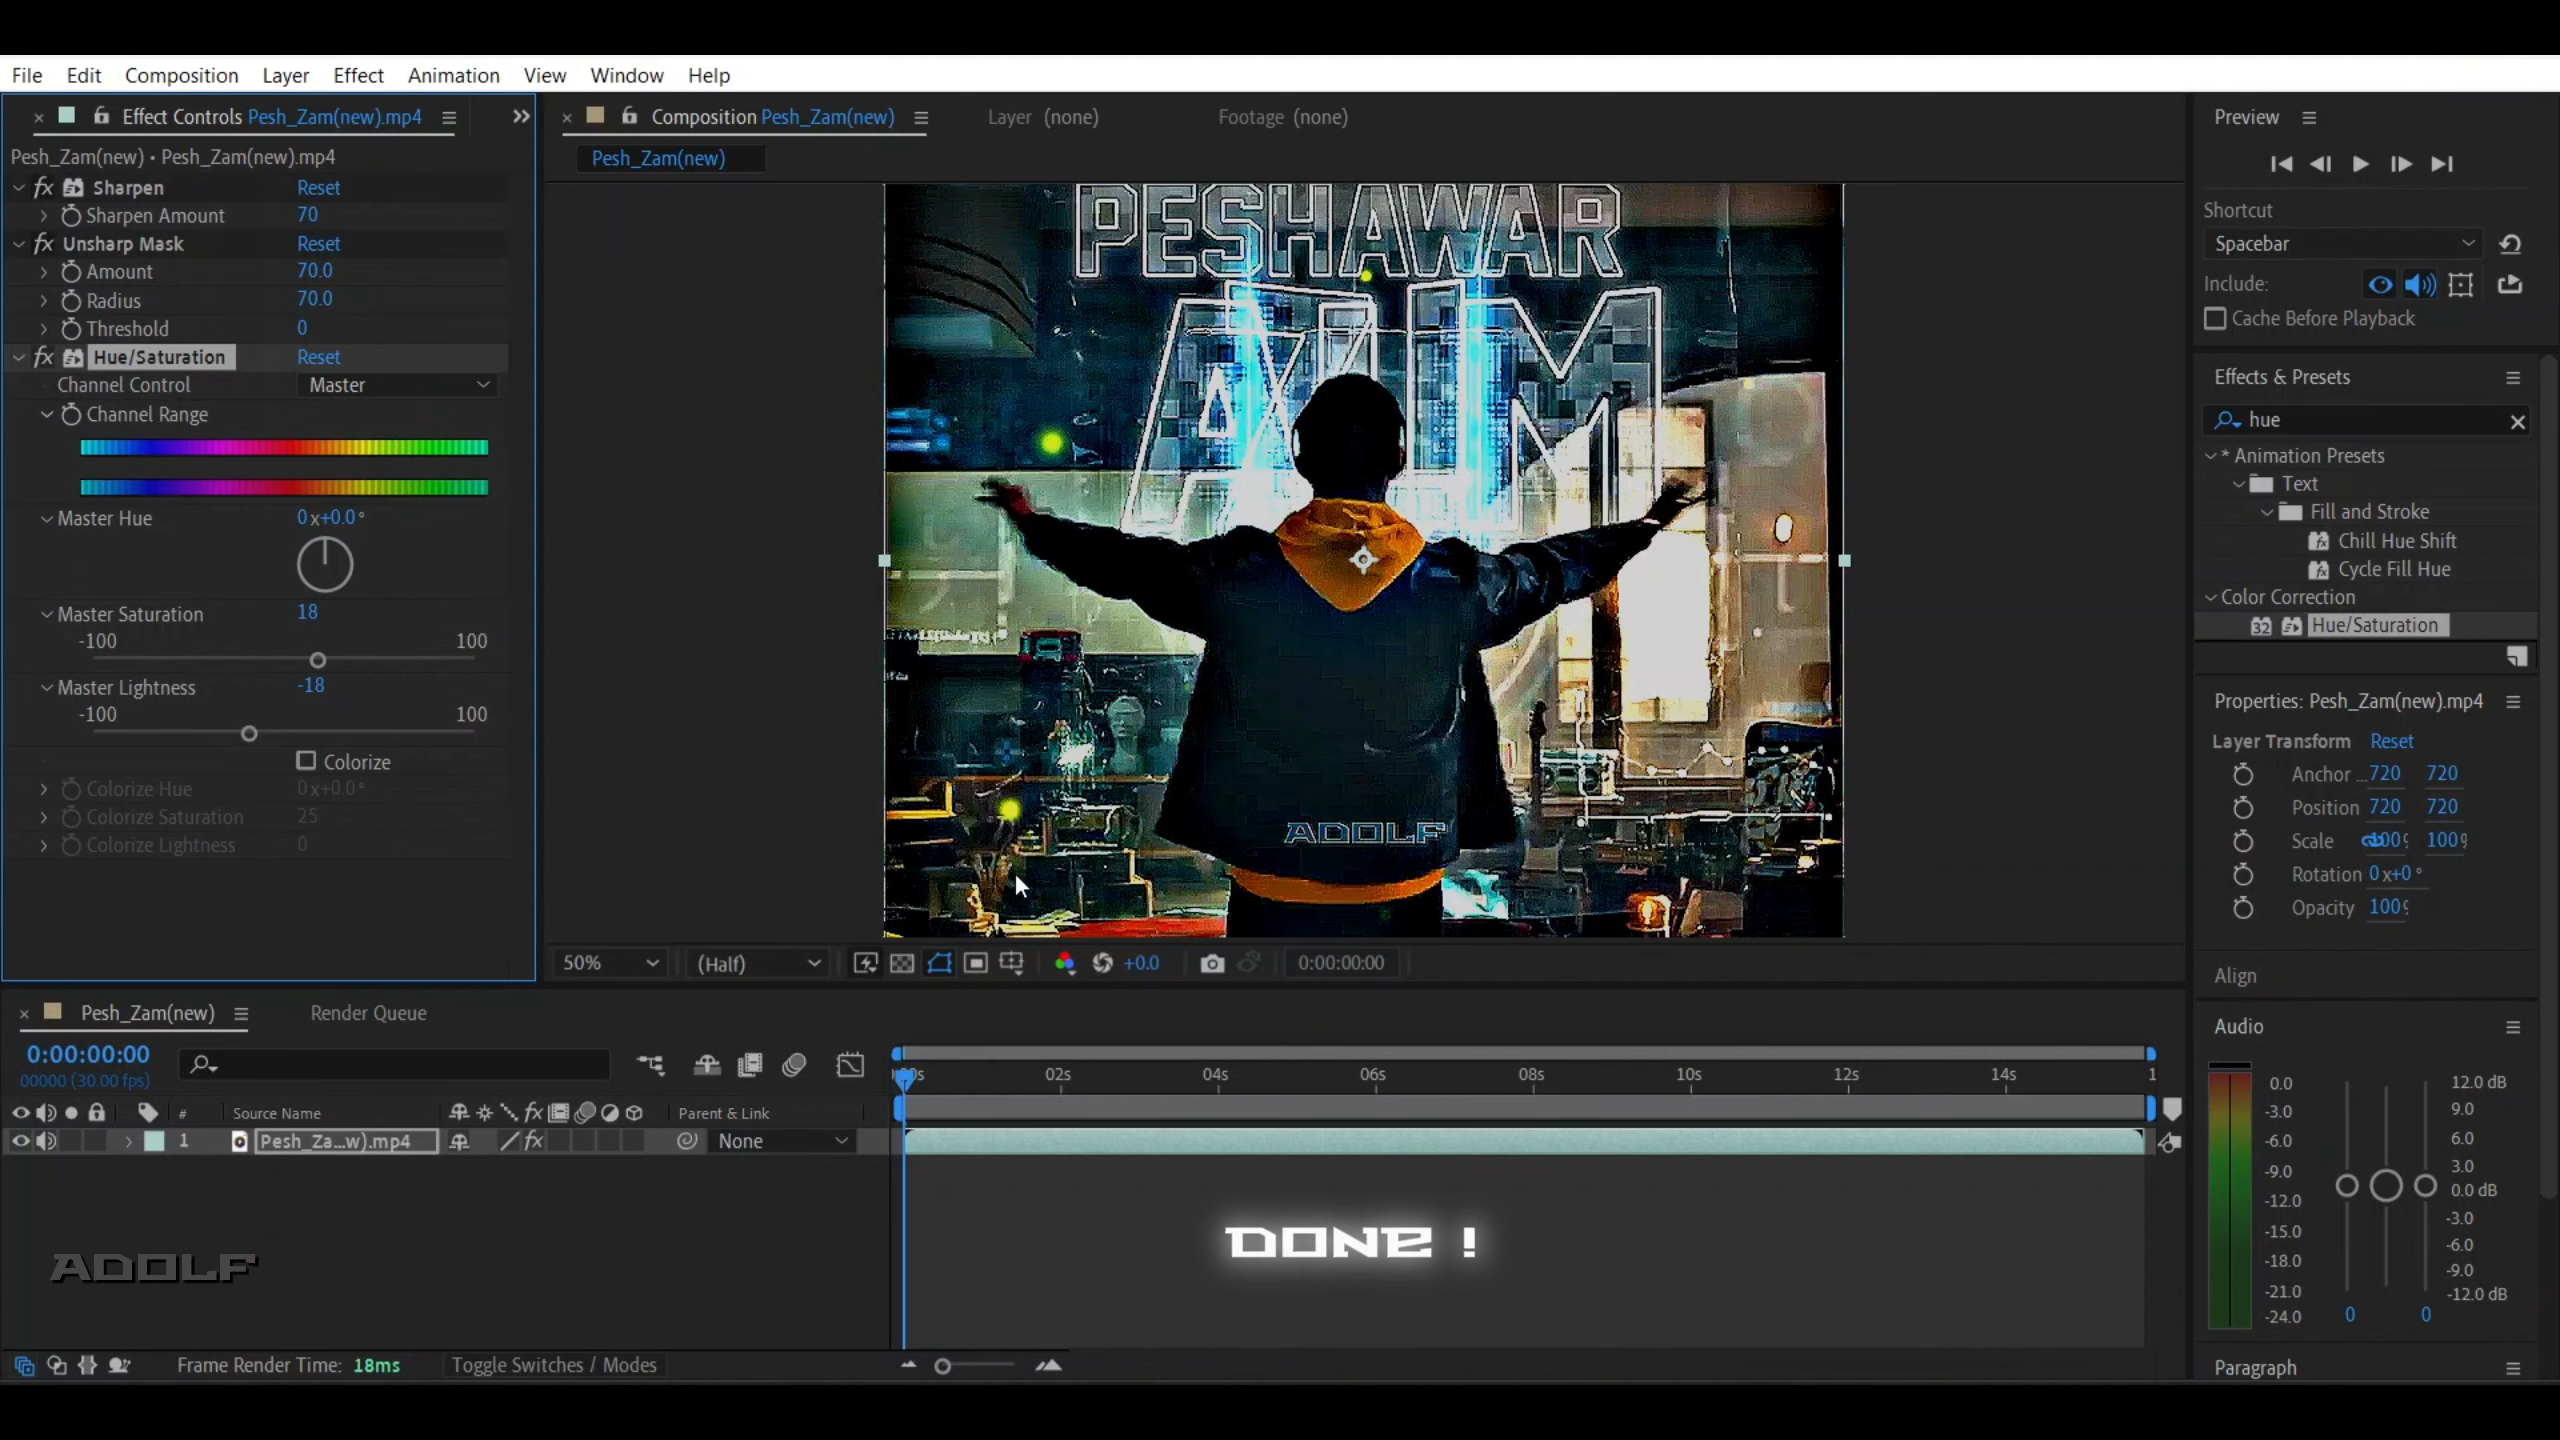 File Edit Composition Layer Effect Animation View Window Help
Effect Controls Pesh_Zam(new).mp4
Pesh_Zam(new) • Pesh_Zam(new).mp4
fx Sharpen Reset
Sharpen Amount 70
fx Unsharp Mask Reset
Amount 70.0
Radius 70.0
Threshold 0
fx Hue/Saturation Reset
Channel Control Master
Channel Range
Master Hue 0x+0.0°
Master Saturation 18
-100 100
Master Lightness -18
-100 100
Colorize
Colorize Hue 0x+0.0°
Colorize Saturation 25
Colorize Lightness 0
Composition Pesh_Zam(new) Layer (none) Footage (none)
Pesh_Zam(new)
PESHAWAR
ADOLF
50% (Half) +0.0 0:00:00:00
Preview
Shortcut
Spacebar
Include:
Cache Before Playback
Effects & Presets
hue
* Animation Presets
Text
Fill and Stroke
Chill Hue Shift
Cycle Fill Hue
Color Correction
32 Hue/Saturation
Properties: Pesh_Zam(new).mp4
Layer Transform Reset
Anchor ... 720 720
Position 720 720
Scale 100% 100%
Rotation 0x+0°
Opacity 100%
Align
Audio
0.0 12.0 dB
-3.0 9.0
-6.0 6.0
-9.0 3.0
-12.0 0.0 dB
-15.0 -3.0
-18.0 -6.0
-21.0 -9.0
-24.0 -12.0 dB
0 0
Paragraph
Pesh_Zam(new) Render Queue
0:00:00:00
00000 (30.00 fps)
02s 04s 06s 08s 10s 12s 14s
# Source Name fx Parent & Link
1 Pesh_Za...w).mp4 fx None
DONE !
ADOLF
Frame Render Time: 18ms Toggle Switches / Modes